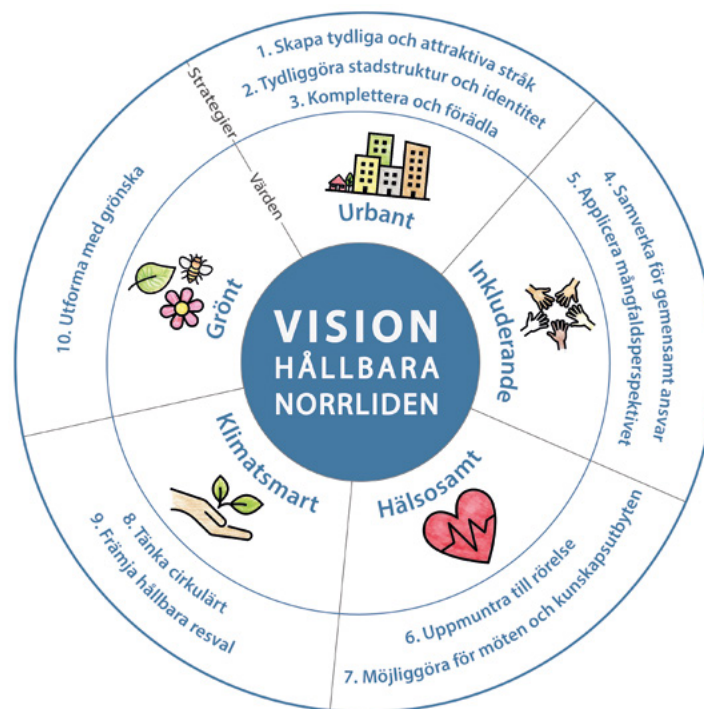 1. Skapa tydliga och attraktiva stråk
2. Tydliggöra stadstruktur och identitet
3. Komplettera och förädla
Strategier
Värden
Urbant
4. Samverka för gemensamt ansvar
5. Applicera mångfaldsperspektivet
Inkluderande
Hälsosamt
6. Uppmuntra till rörelse
7. Möjliggöra för möten och kunskapsutbyten
Klimatsmart
8. Tänka cirkulärt
9. Främja hållbara resval
Grönt
10. Utforma med grönska
VISION
HÅLLBARA
NORRLIDEN